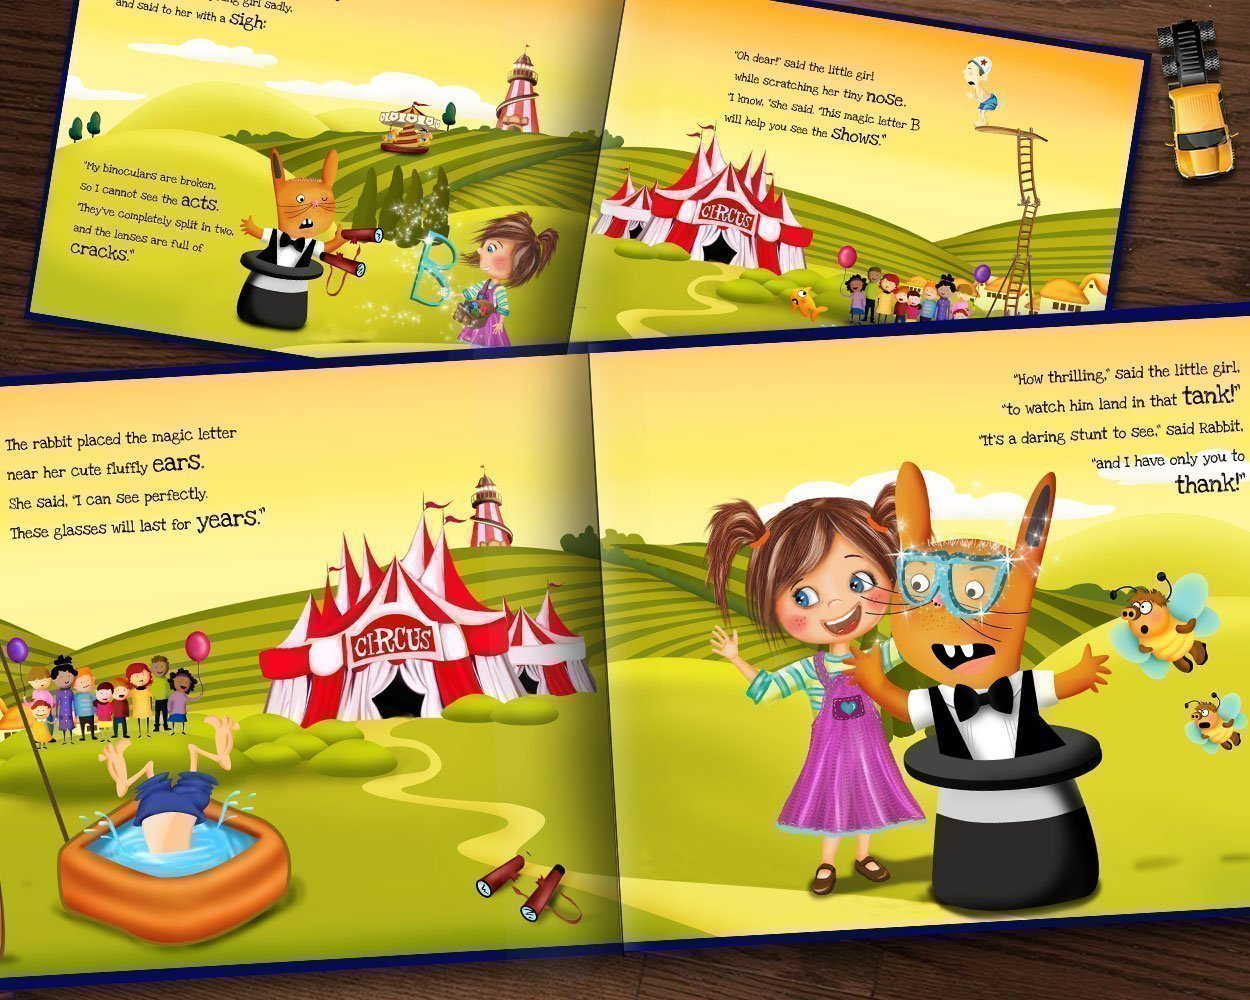 girl sadly,
and said to her with a sigh:
"My binoculars are broken,
so I cannot see the acts.
"They've completely split in two,
and the lenses are full of
cracks."
B
"Oh dear!" said the little girl
while scratching her tiny nose.
"I know, "she said, "This magic letter B
will help you see the shows."
CIRCUS
The rabbit placed the magic letter
near her cute fluffly ears.
She said, "I can see perfectly.
These glasses will last for years."
CIRCUS
"How thrilling," said the little girl,
"to watch him land in that tank!"
"It's a daring stunt to see," said Rabbit,
"and I have only you to
thank!"